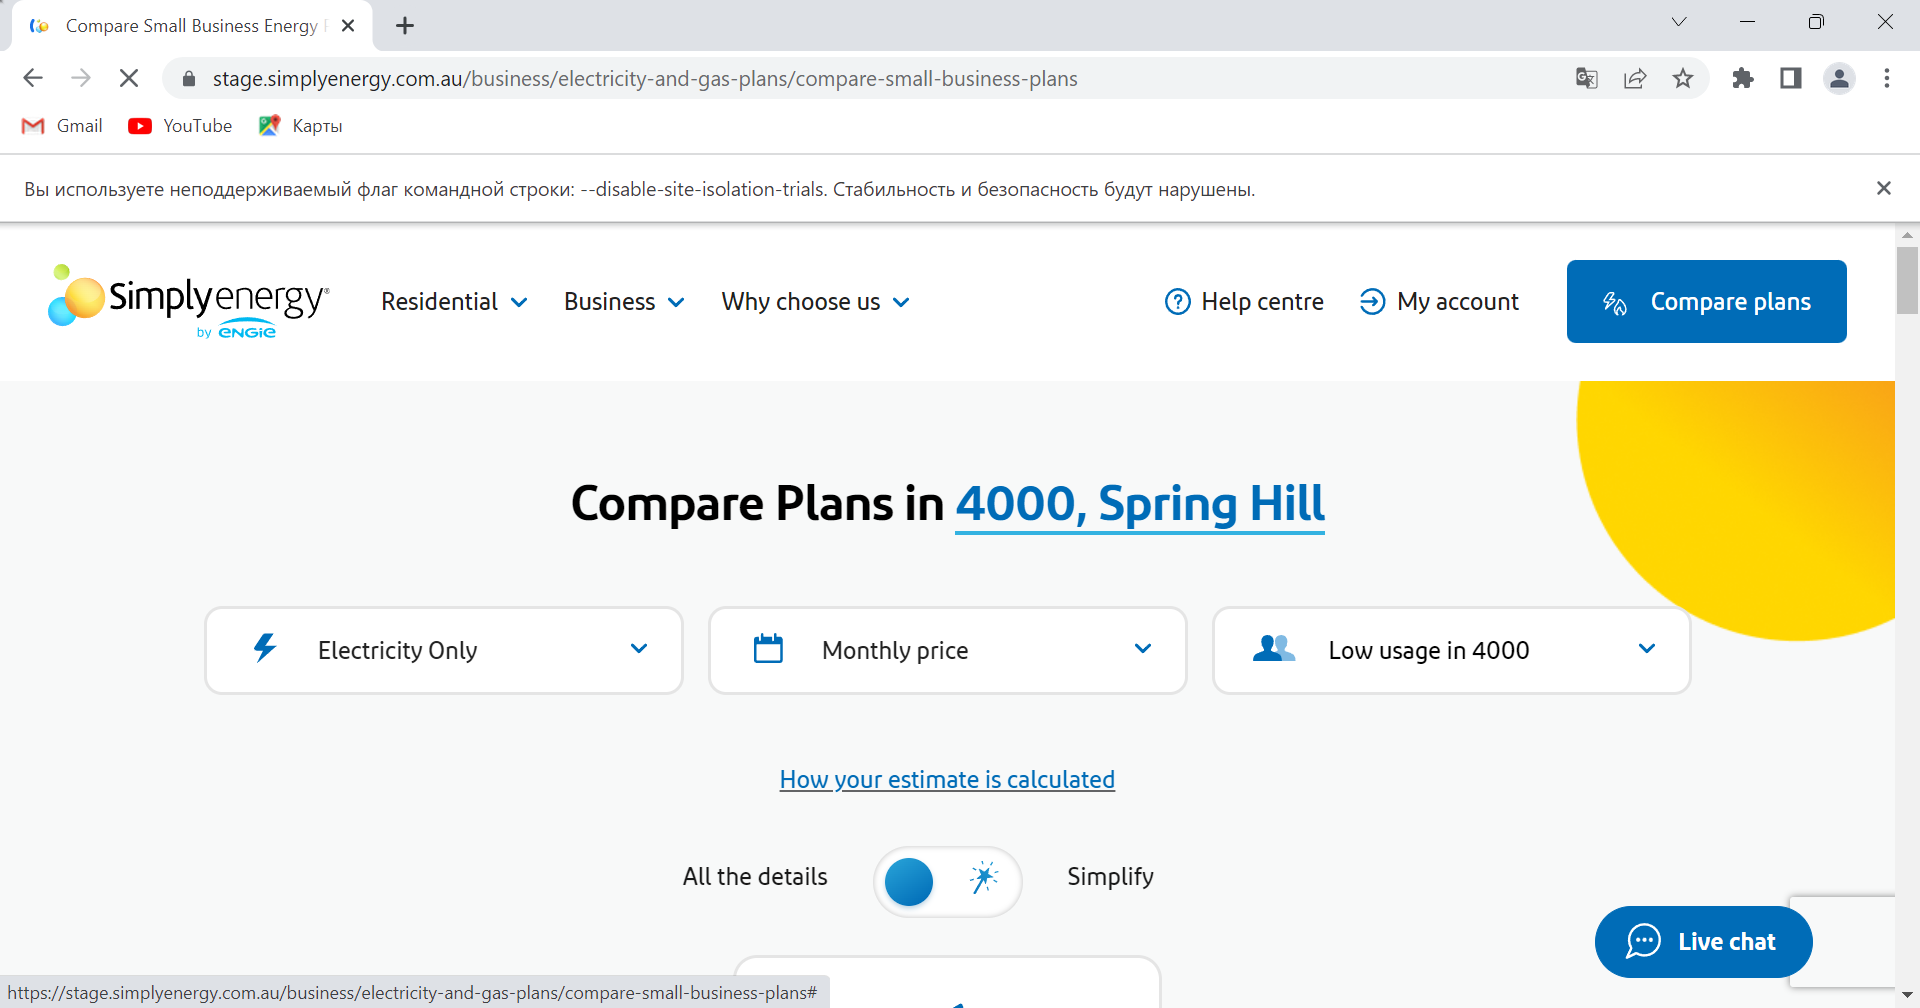 Compare Small Business Energy
stage.simplyenergy.com.au/business/electricity-and-gas-plans/compare-small-business-plans
Gmail YouTube Карты
Вы используете неподдерживаемый флаг командной строки: --disable-site-isolation-trials. Стабильность и безопасность будут нарушены.
Simplyenergy®
by ENGIE
Residential Business Why choose us Help centre My account Compare plans
Compare Plans in 4000, Spring Hill
Electricity Only Monthly price Low usage in 4000
How your estimate is calculated
All the details Simplify
Live chat
https://stage.simplyenergy.com.au/business/electricity-and-gas-plans/compare-small-business-plans#